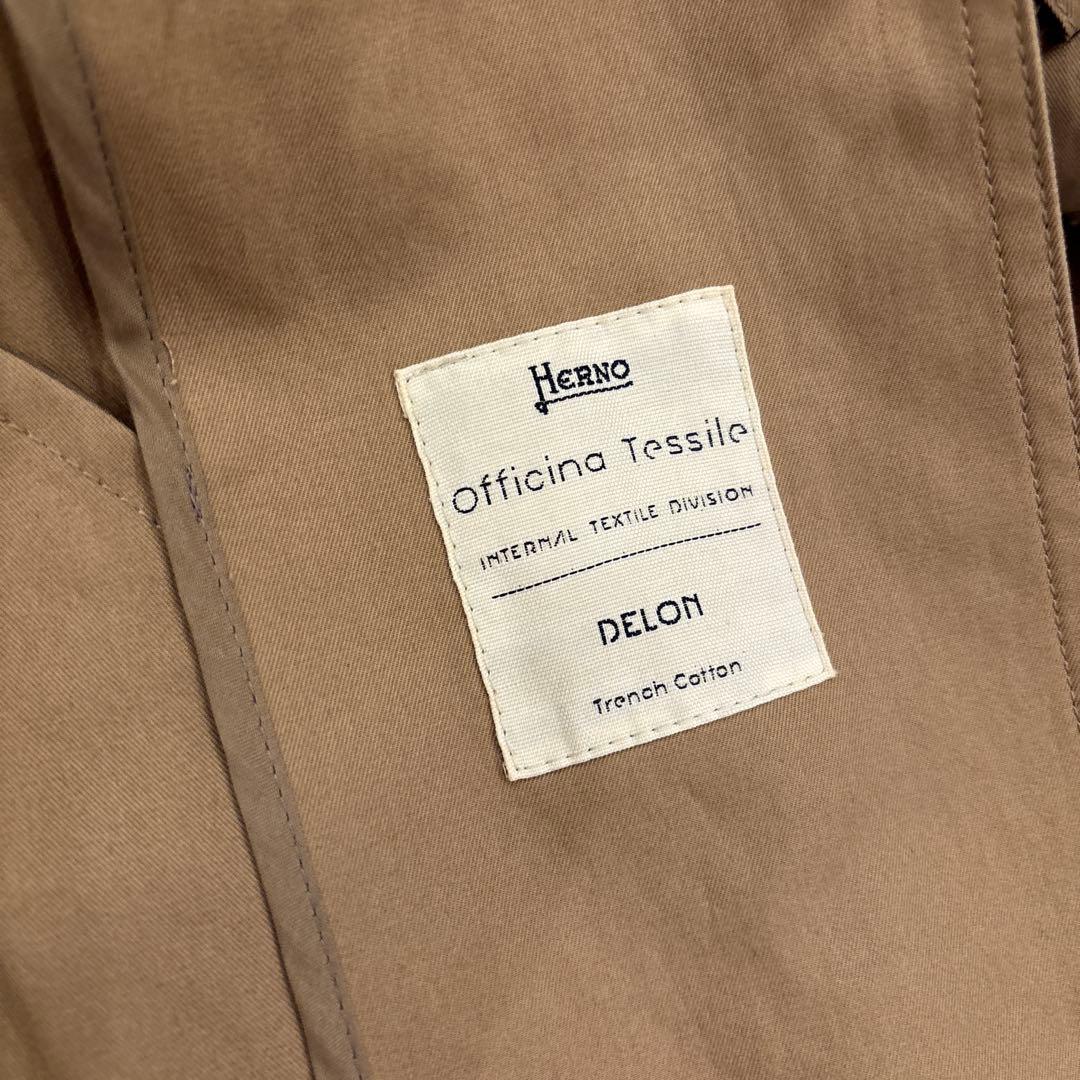 HERNO
Officina Tessile
INTERNAL TEXTILE DIVISION
DELON
Trench Cotton